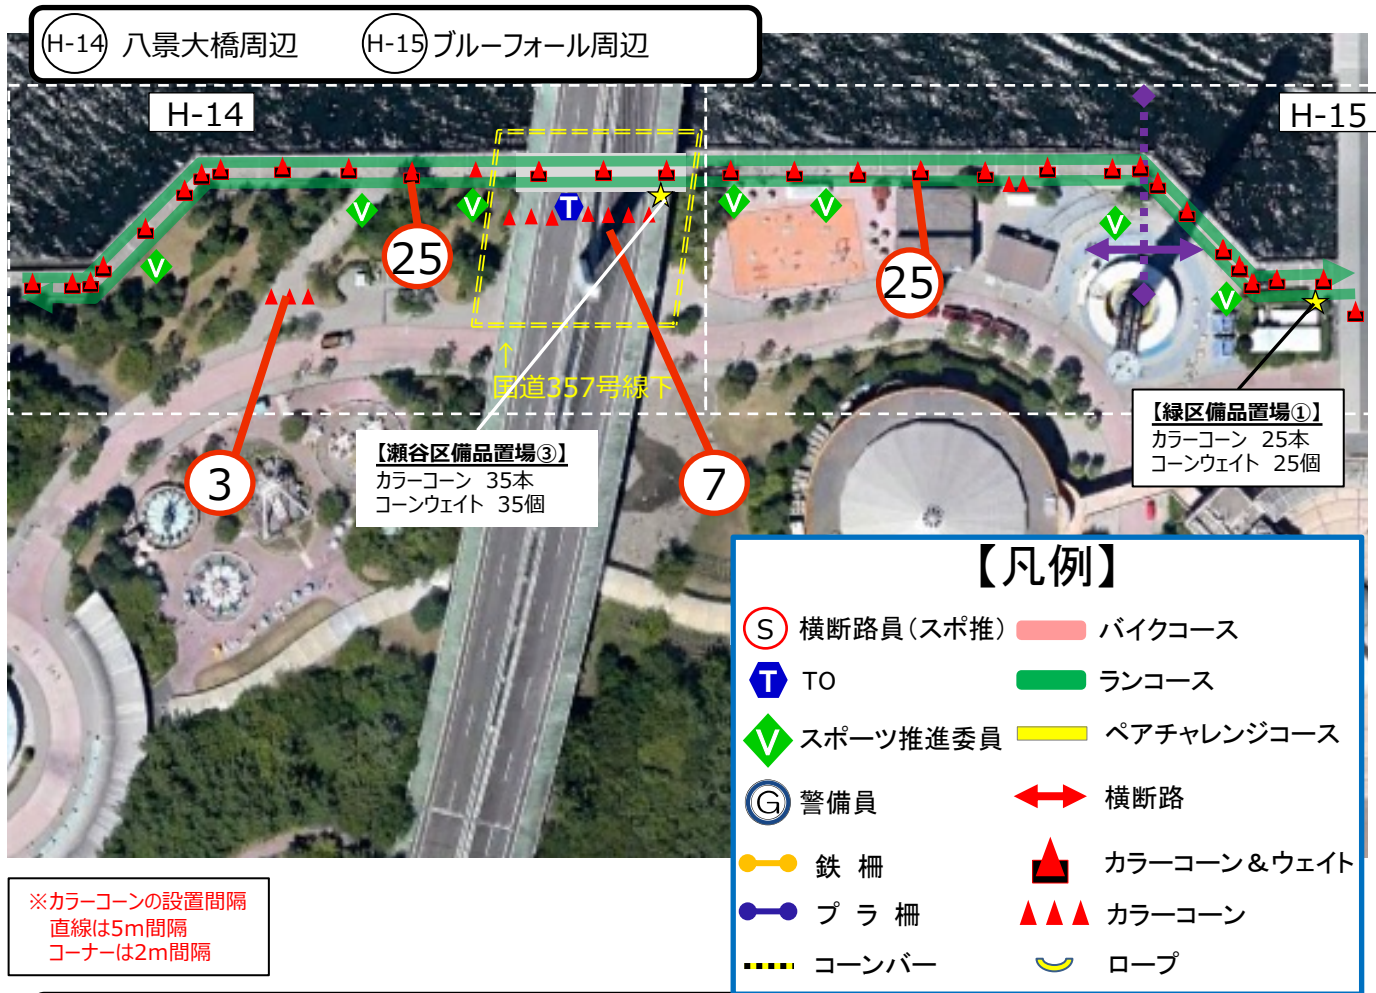 H-14 八景大橋周辺 H-15 ブルーフォール周辺
H-14
H-15
V
V
T
V
V
V
V
V
25
25
国道357号線下
↑
【瀬谷区備品置場③】
カラーコーン 35本
コーンウェイト 35個
【緑区備品置場①】
カラーコーン 25本
コーンウェイト 25個
3
7
【凡例】
S 横断路員(スポ推) バイクコース
T TO ランコース
V スポーツ推進委員 ペアチャレンジコース
G 警備員 横断路
鉄 柵 カラーコーン&ウェイト
プ ラ 柵 カラーコーン
コーンバー ロープ
※カラーコーンの設置間隔
直線は5m間隔
コーナーは2m間隔